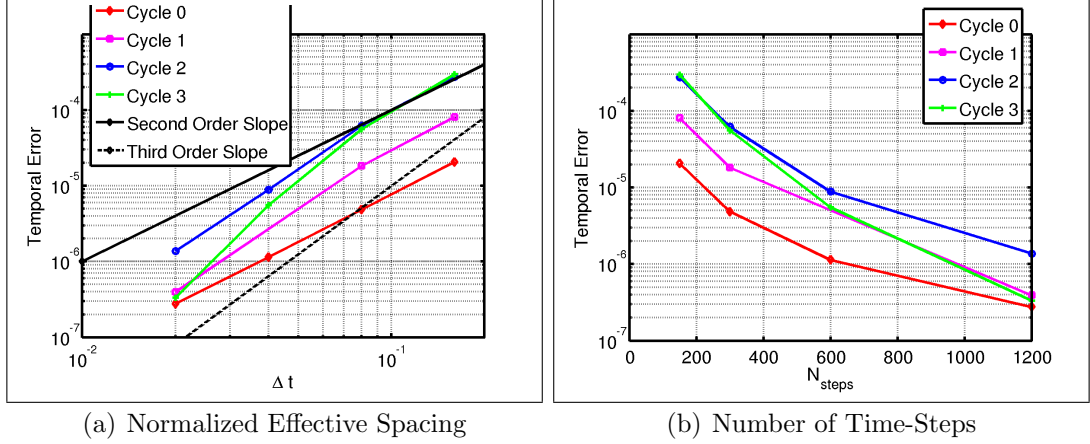 Cycle 0
Cycle 1
Cycle 2
Cycle 3
Second Order Slope
Third Order Slope
Temporal Error
10^-4
10^-5
10^-6
10^-7
10^-2
10^-1
Δ t
(a) Normalized Effective Spacing
Cycle 0
Cycle 1
Cycle 2
Cycle 3
Temporal Error
10^-4
10^-5
10^-6
10^-7
0 200 400 600 800 1000 1200
N_steps
(b) Number of Time-Steps